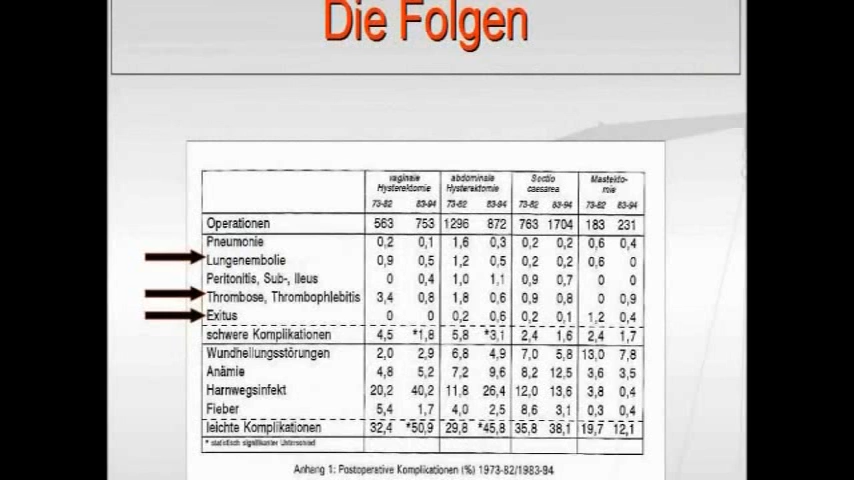 Die Folgen
vaginale abdominale Sectio Mastekto-
Hysterektomie Hysterektomie caesarea mie
73-82 83-94 73-82 83-94 73-82 83-94 73-82 83-94
Operationen 563 753 1296 872 763 1704 183 231
Pneumonie 0,2 0,1 1,6 0,3 0,2 0,2 0,6 0,4
Lungenembolie 0,9 0,5 1,2 0,5 0,2 0,2 0,6 0
Peritonitis, Sub-, Ileus 0 0,4 1,0 1,1 0,9 0,7 0 0
Thrombose, Thrombophlebitis 3,4 0,8 1,8 0,6 0,9 0,8 0 0,9
Exitus 0 0 0,2 0,6 0,2 0,1 1,2 0,4
schwere Komplikationen 4,5 *1,8 5,8 *3,1 2,4 1,6 2,4 1,7
Wundheilungsstörungen 2,0 2,9 6,8 4,9 7,0 5,8 13,0 7,8
Anämie 4,8 5,2 7,2 9,6 8,2 12,5 3,6 3,5
Harnwegsinfekt 20,2 40,2 11,8 26,4 12,0 13,6 3,8 0,4
Fieber 5,4 1,7 4,0 2,5 8,6 3,1 0,3 0,4
leichte Komplikationen 32,4 *50,9 29,8 *45,8 35,8 38,1 19,7 12,1
* statistisch signifikanter Unterschied
Anhang 1: Postoperative Komplikationen (%) 1973-82/1983-94